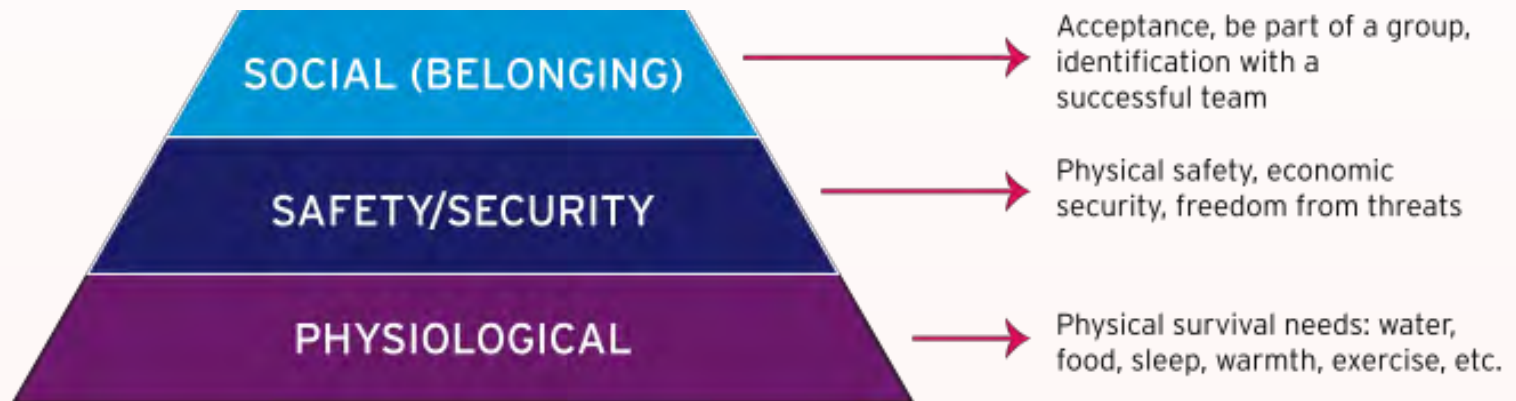 SOCIAL (BELONGING)
Acceptance, be part of a group,
identification with a
successful team
SAFETY/SECURITY
Physical safety, economic
security, freedom from threats
PHYSIOLOGICAL
Physical survival needs: water,
food, sleep, warmth, exercise, etc.